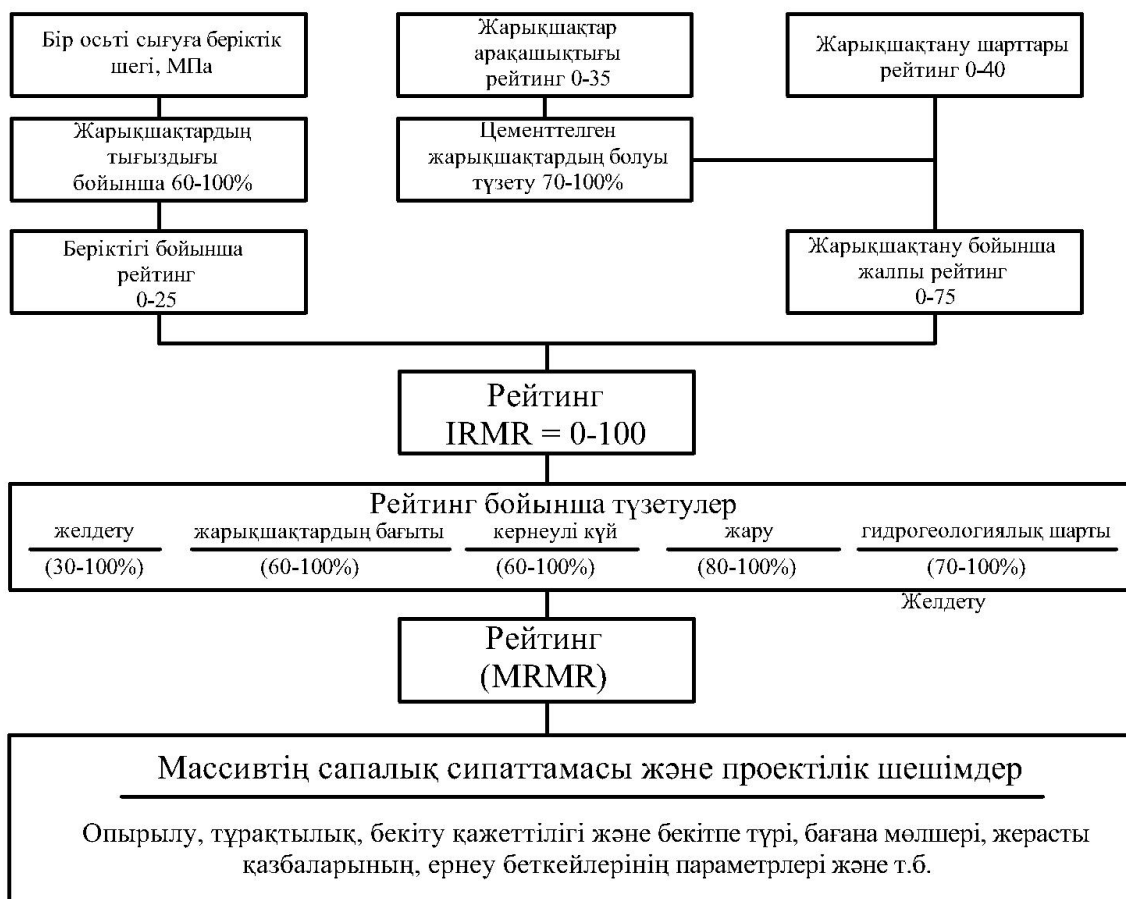 Бір осьті сығуға беріктік
шегі, МПа
Жарықшақтар
арақашықтығы
рейтинг 0-35
Жарықшақтану шарттары
рейтинг 0-40
Жарықшақтардың
тығыздығы
бойынша 60-100%
Цементтелген
жарықшақтардың болуы
түзету 70-100%
Беріктігі бойынша
рейтинг
0-25
Жарықшақтану бойынша
жалпы рейтинг
0-75
Рейтинг
IRMR = 0-100
Рейтинг бойынша түзетулер
желдету жарықшақтардың бағыты кернеулі күй жару гидрогеологиялық шарты
(30-100%) (60-100%) (60-100%) (80-100%) (70-100%)
Желдету
Рейтинг
(MRMR)
Массивтің сапалық сипаттамасы және проектілік шешімдер
Опырылу, тұрақтылық, бекіту қажеттілігі және бекітпе түрі, бағана мөлшері, жерасты
қазбаларының, ернеу беткейлерінің параметрлері және т.б.